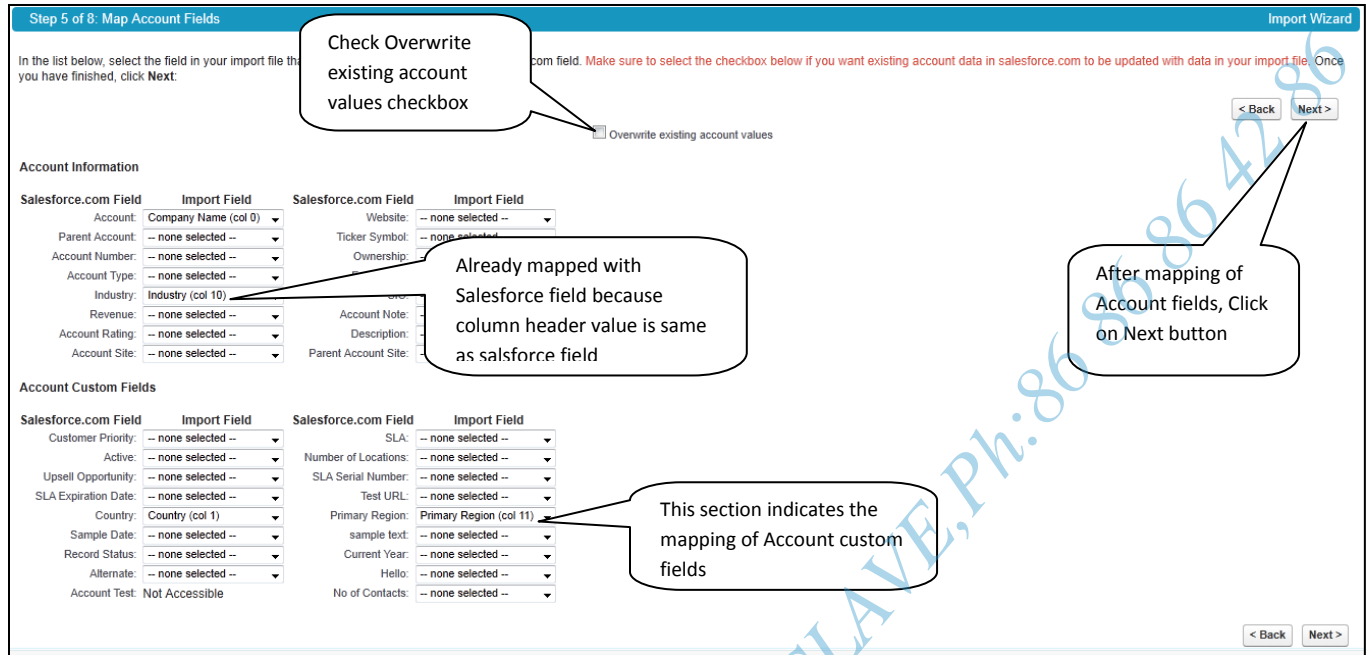 Step 5 of 8: Map Account Fields Import Wizard
Check Overwrite
existing account
values checkbox
In the list below, select the field in your import file com field. Make sure to select the checkbox below if you want existing account data in salesforce.com to be updated with data in your import file. Once
you have finished, click Next:
< Back Next >
Overwrite existing account values
Account Information
Salesforce.com Field Import Field Salesforce.com Field Import Field
Account: Company Name (col 0) Website: -- none selected --
Parent Account: -- none selected -- Ticker Symbol: -- none selected --
Account Number: -- none selected -- Ownership:
Account Type: -- none selected --
Industry: Industry (col 10)
Revenue: -- none selected -- Account Note:
Account Rating: -- none selected -- Description:
Account Site: -- none selected -- Parent Account Site:
Already mapped with
Salesforce field because
column header value is same
as salsforce field
After mapping of
Account fields, Click
on Next button
Account Custom Fields
Salesforce.com Field Import Field Salesforce.com Field Import Field
Customer Priority: -- none selected -- SLA: -- none selected --
Active: -- none selected -- Number of Locations: -- none selected --
Upsell Opportunity: -- none selected -- SLA Serial Number: -- none selected --
SLA Expiration Date: -- none selected -- Test URL: -- none selected --
Country: Country (col 1) Primary Region: Primary Region (col 11)
Sample Date: -- none selected -- sample text: -- none selected --
Record Status: -- none selected -- Current Year: -- none selected --
Alternate: -- none selected -- Hello: -- none selected --
Account Test: Not Accessible No of Contacts: -- none selected --
This section indicates the
mapping of Account custom
fields
< Back Next >
SLAVE,Ph:86 86 86 42 86